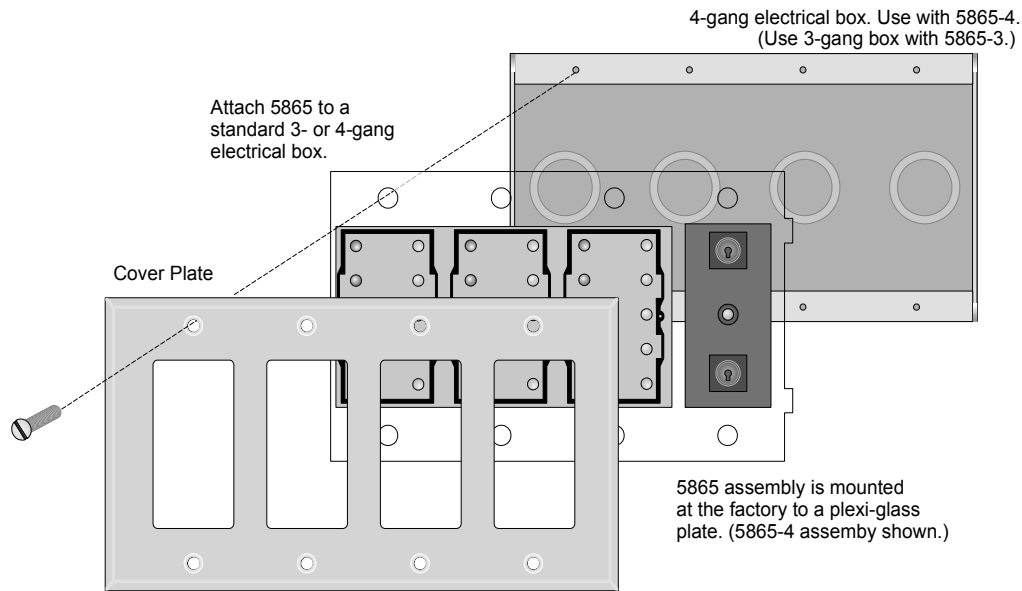 4-gang electrical box. Use with 5865-4.
(Use 3-gang box with 5865-3.)
Attach 5865 to a
standard 3- or 4-gang
electrical box.
Cover Plate
5865 assembly is mounted
at the factory to a plexi-glass
plate. (5865-4 assemby shown.)